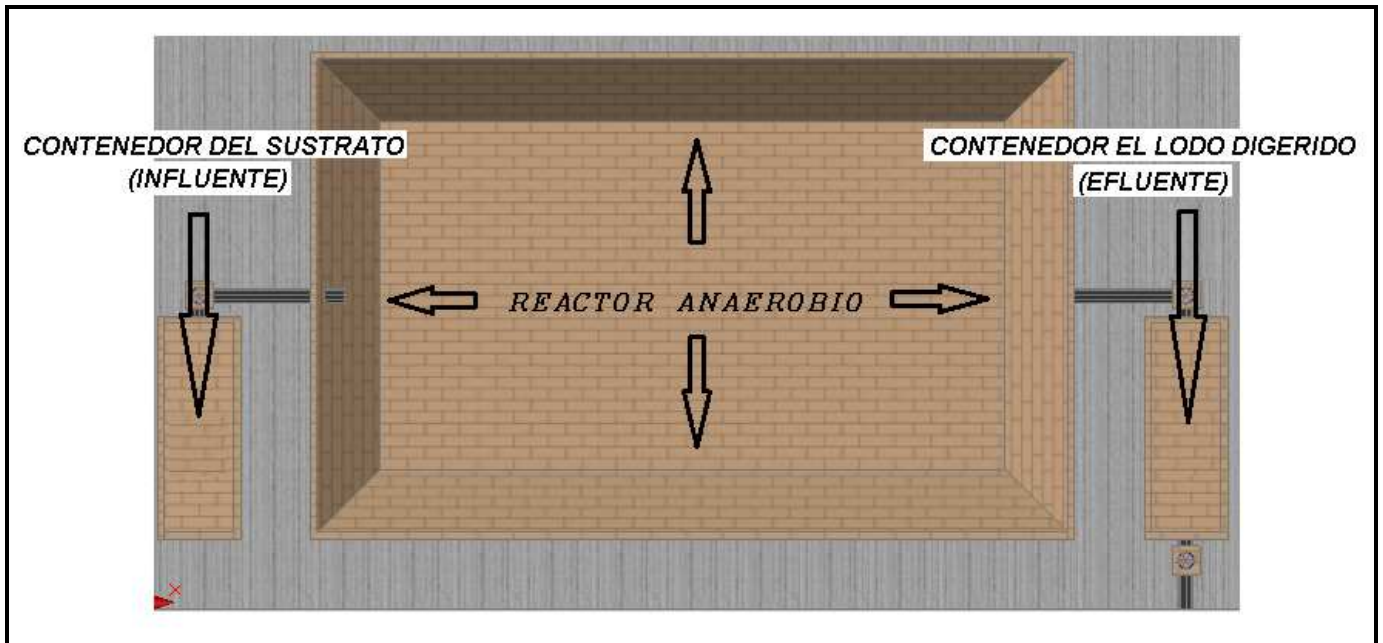 CONTENEDOR DEL SUSTRATO
(INFLUENTE)
CONTENEDOR EL LODO DIGERIDO
(EFLUENTE)
REACTOR ANAEROBIO